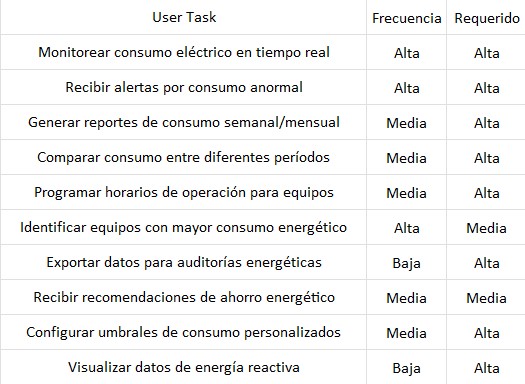 User Task Frecuencia Requerido
Monitorear consumo eléctrico en tiempo real Alta Alta
Recibir alertas por consumo anormal Alta Alta
Generar reportes de consumo semanal/mensual Media Alta
Comparar consumo entre diferentes períodos Media Alta
Programar horarios de operación para equipos Media Alta
Identificar equipos con mayor consumo energético Alta Media
Exportar datos para auditorías energéticas Baja Alta
Recibir recomendaciones de ahorro energético Media Media
Configurar umbrales de consumo personalizados Media Alta
Visualizar datos de energía reactiva Baja Alta